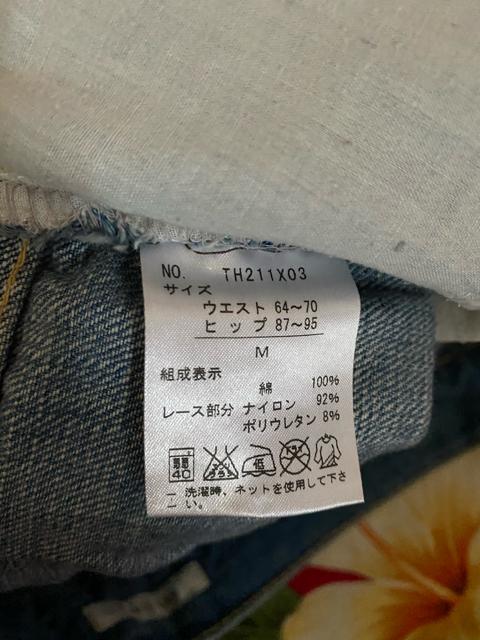 NO. TH211X03
サイズ
ウエスト 64～70
ヒップ 87～95
M
組成表示
綿 100%
レース部分 ナイロン 92%
ポリウレタン 8%
40 低
洗濯時、ネットを使用して下さ
い。